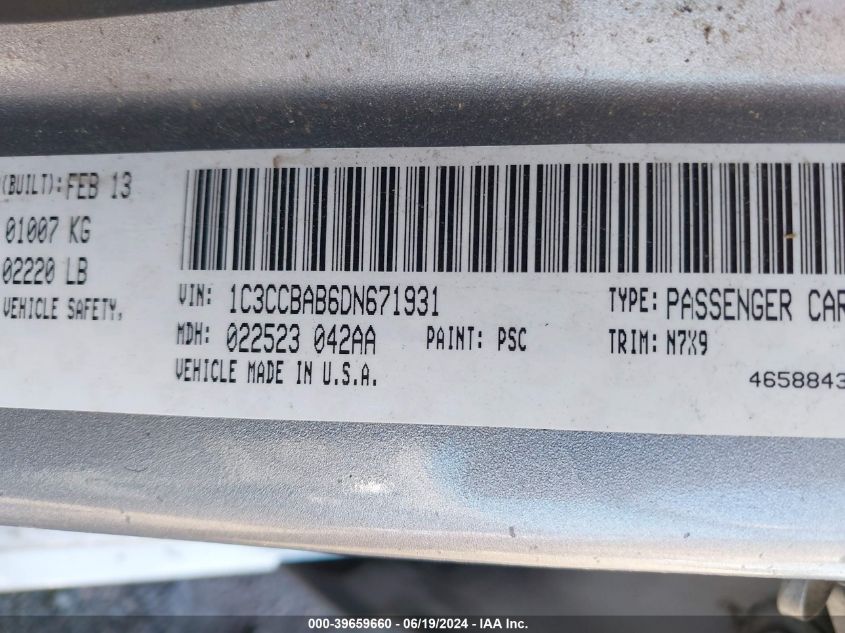 (BUILT): FEB 13
01007 KG
02220 LB
VEHICLE SAFETY,
VIN: 1C3CCBAB6DN671931
TYPE: PASSENGER CAR
MDH: 022523 042AA
PAINT: PSC
TRIM: N7X9
VEHICLE MADE IN U.S.A.
4658843
000-39659660 - 06/19/2024 - IAA Inc.